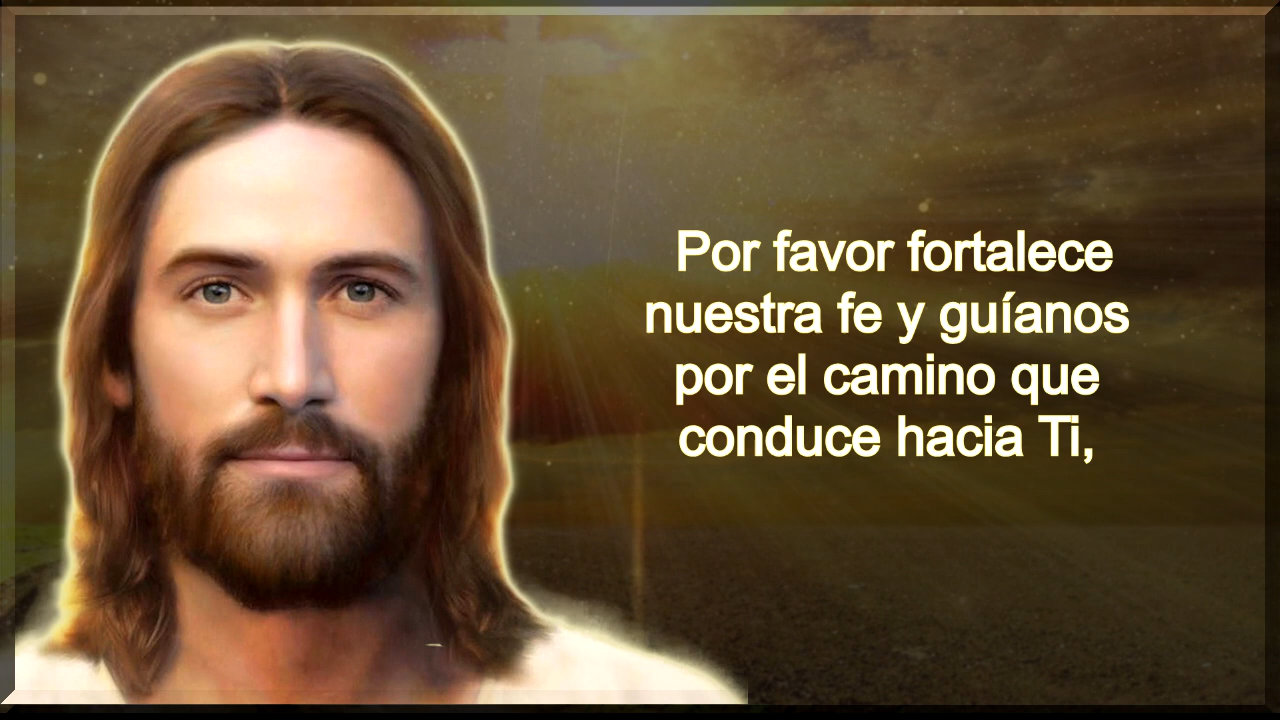 Por favor fortalece
nuestra fe y guíanos
por el camino que
conduce hacia Ti,